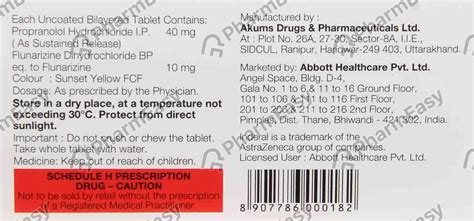 Each Uncoated Bilayered Tablet Contains:
Propranolol Hydrochloride I.P. 40 mg
(As Sustained Release)
Flunarizine Dihydrochloride BP
eq. to Flunarizine 10 mg
Colour : Sunset Yellow FCF
Dosage: As prescribed by the Physician.
Store in a dry place, at a temperature not
exceeding 30°C. Protect from direct
sunlight.
Important : Do not crush or chew the tablet.
Take whole tablet with water.
Medicine: Keep out of reach of children.
SCHEDULE H PRESCRIPTION
DRUG – CAUTION
Not to be sold by retail without the prescription
of a Registered Medical Practitioner.
Manufactured by :
Akums Drugs & Pharmaceuticals Ltd.
At : Plot No. 26A, 27-30, Sector-8A, I.I.E.,
SIDCUL, Ranipur, Haridwar-249 403, Uttarakhand.
Marketed by :
Abbott Healthcare Pvt. Ltd.
Angel Space, Bldg. D-4,
Gala No. 1 to 6, 11 to 16 Ground Floor,
101 to 106, 111 to 116 First Floor,
201 to 206, 211 to 216 2nd Floor,
Pimplas, Dist. Thane, Bhiwandi - 421 302, India.
Inderal is a trademark of the
AstraZeneca group of companies.
Licensed User : Abbott Healthcare Pvt. Ltd.
8 907786 000182
PharmEasy